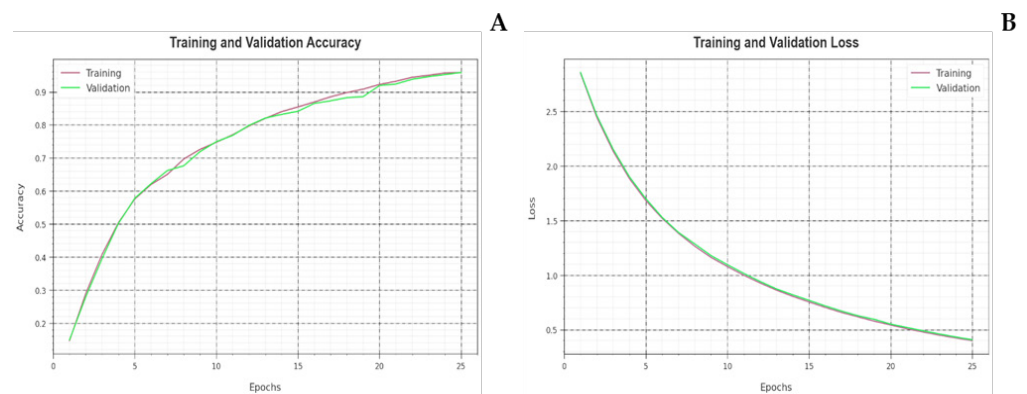 A
Training and Validation Accuracy
Training
Validation
0.9
0.8
0.7
0.6
0.5
0.4
0.3
0.2
Accuracy
0 5 10 15 20 25
Epochs
B
Training and Validation Loss
Training
Validation
2.5
2.0
1.5
1.0
0.5
Loss
0 5 10 15 20 25
Epochs